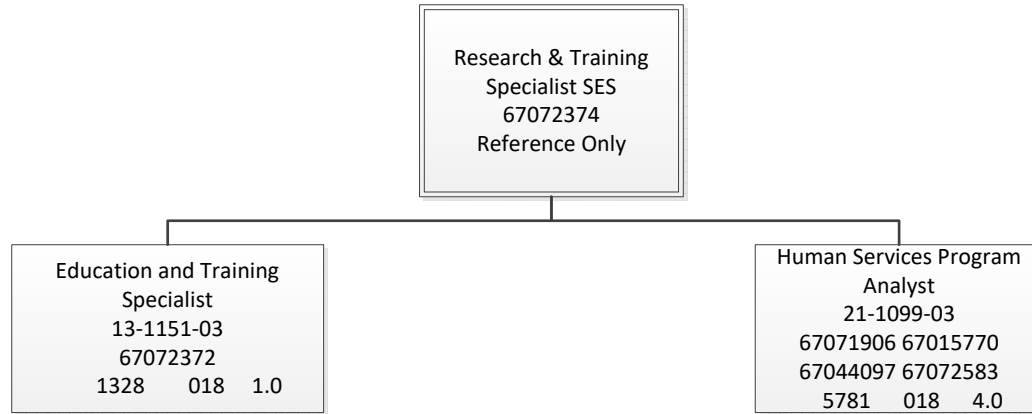 Research & Training
Specialist SES
67072374
Reference Only
Education and Training
Specialist
13-1151-03
67072372
1328 018 1.0
Human Services Program
Analyst
21-1099-03
67071906 67015770
67044097 67072583
5781 018 4.0